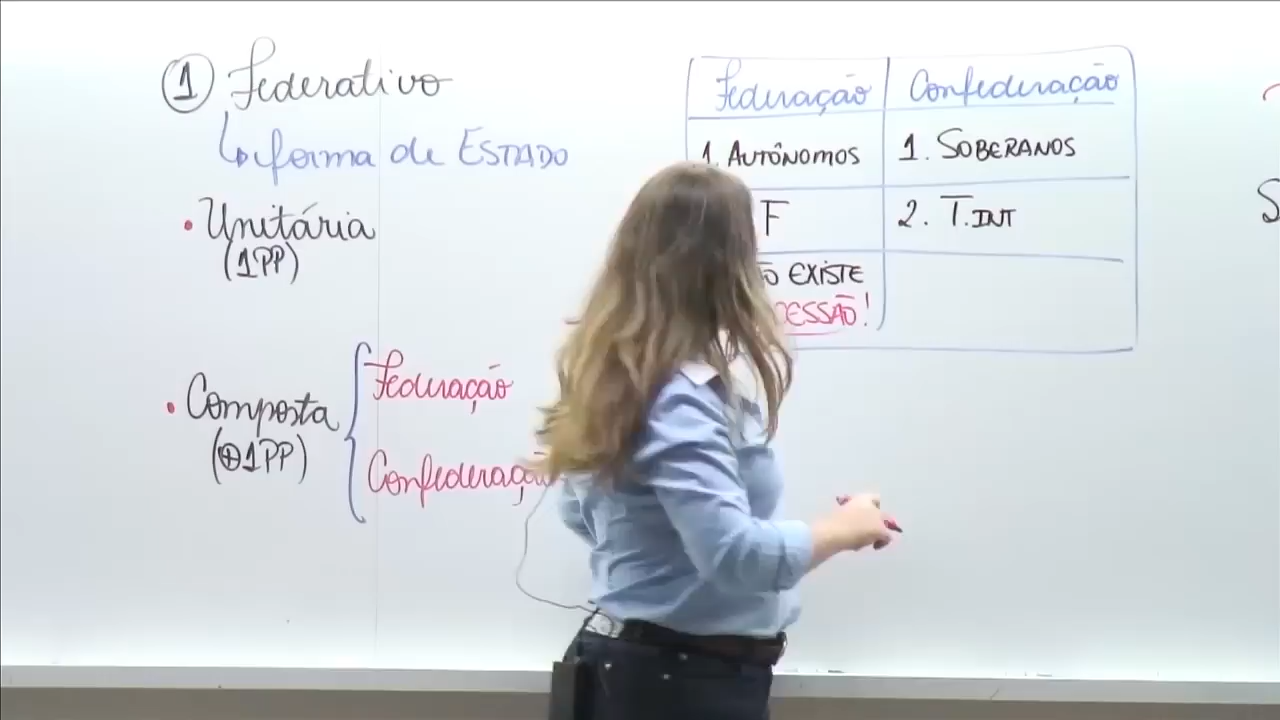 1 Federativo
↳ forma de ESTADO
• Unitária
(1PP)
• Composta
(⊕1PP)
Federação
Confederação
Federação
Confederação
1. AUTÔNOMOS
1. SOBERANOS
F
2. T.INT
EXISTE